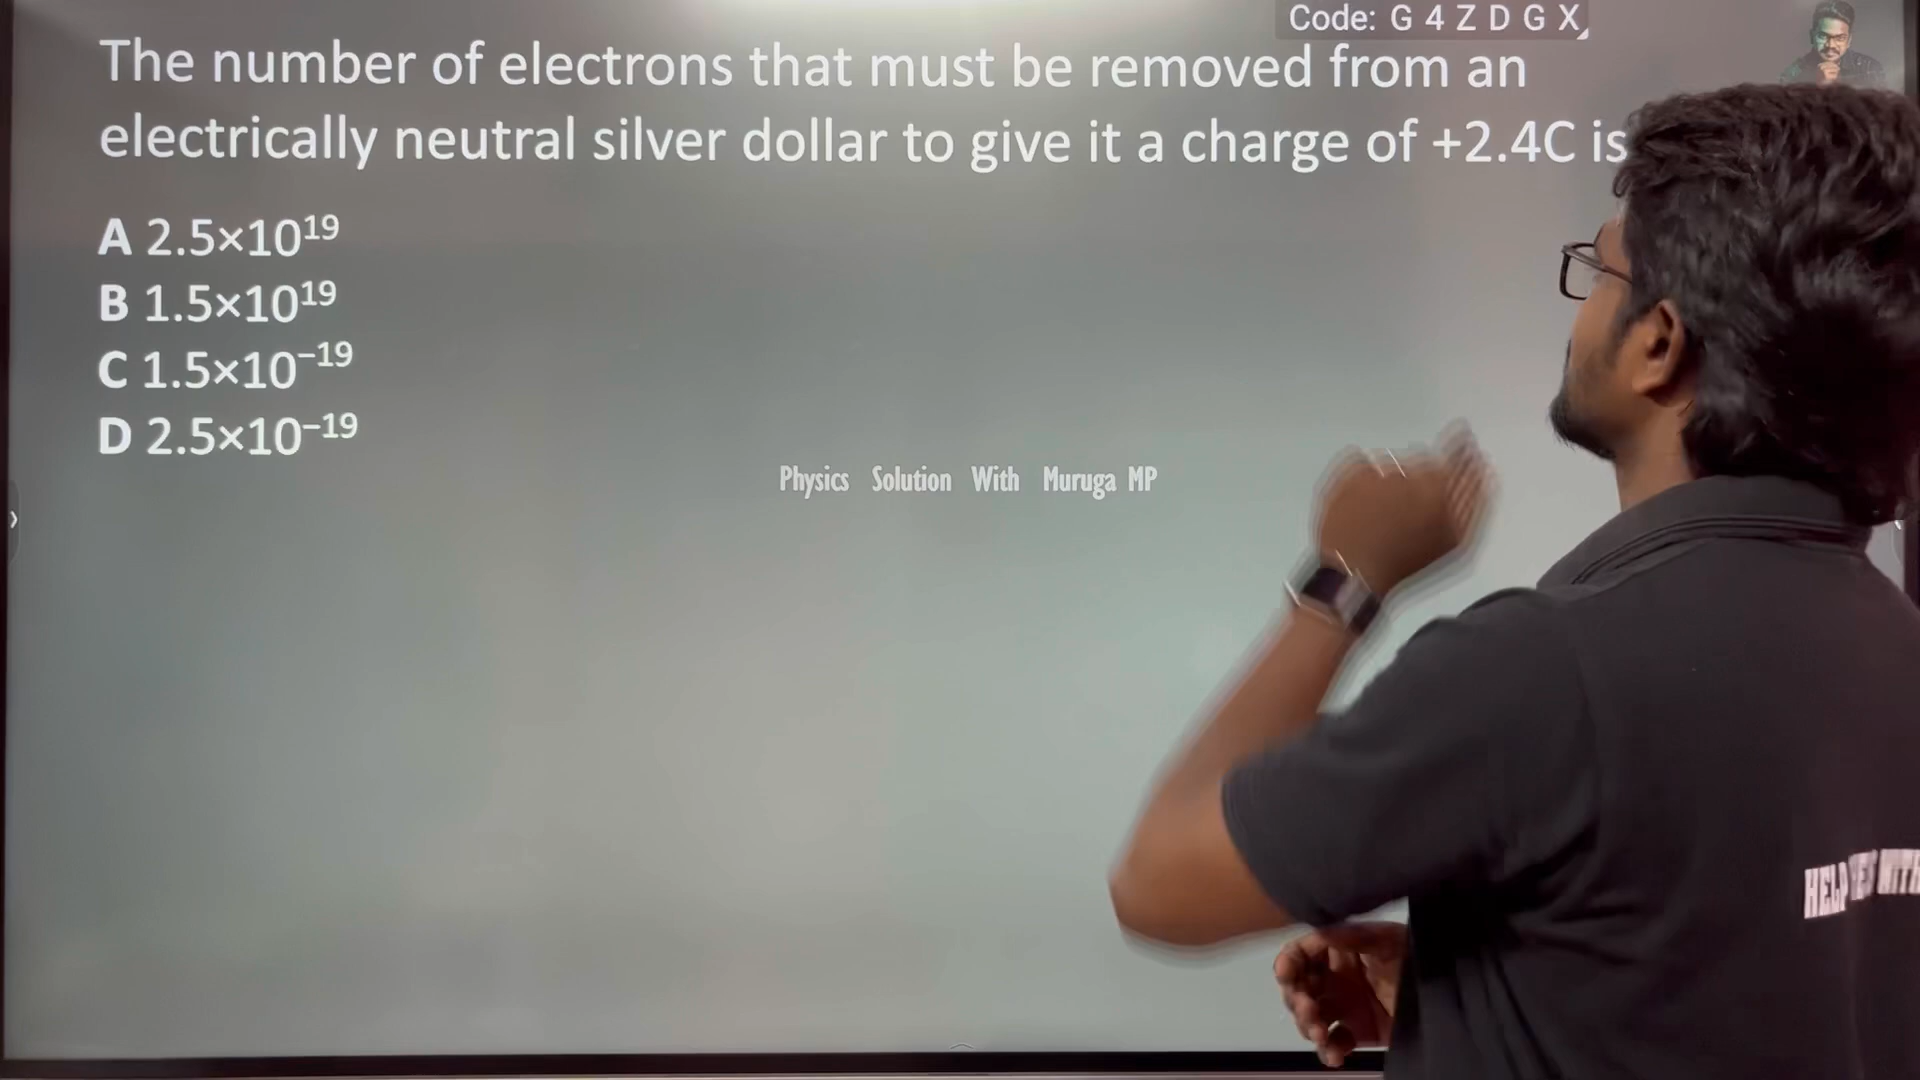 Code: G 4 Z D G X
The number of electrons that must be removed from an
electrically neutral silver dollar to give it a charge of +2.4C is
A 2.5×10¹⁹
B 1.5×10¹⁹
C 1.5×10⁻¹⁹
D 2.5×10⁻¹⁹
Physics Solution With Muruga MP
HELP